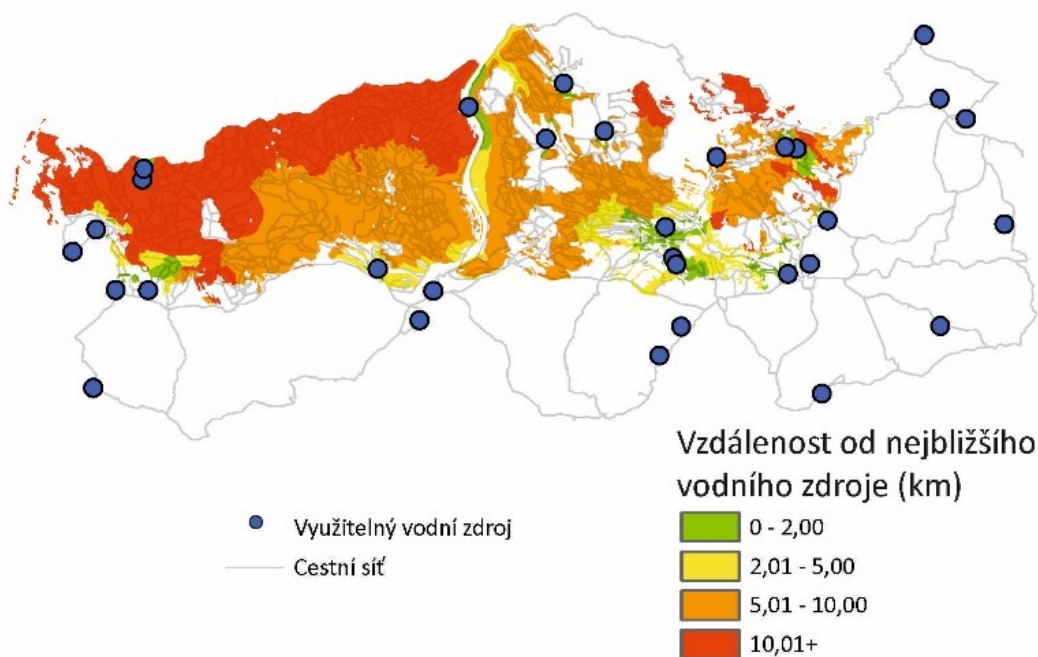 Vzdálenost od nejbližšího
vodního zdroje (km)
0 - 2,00
2,01 - 5,00
5,01 - 10,00
10,01+
Využitelný vodní zdroj
Cestní síť